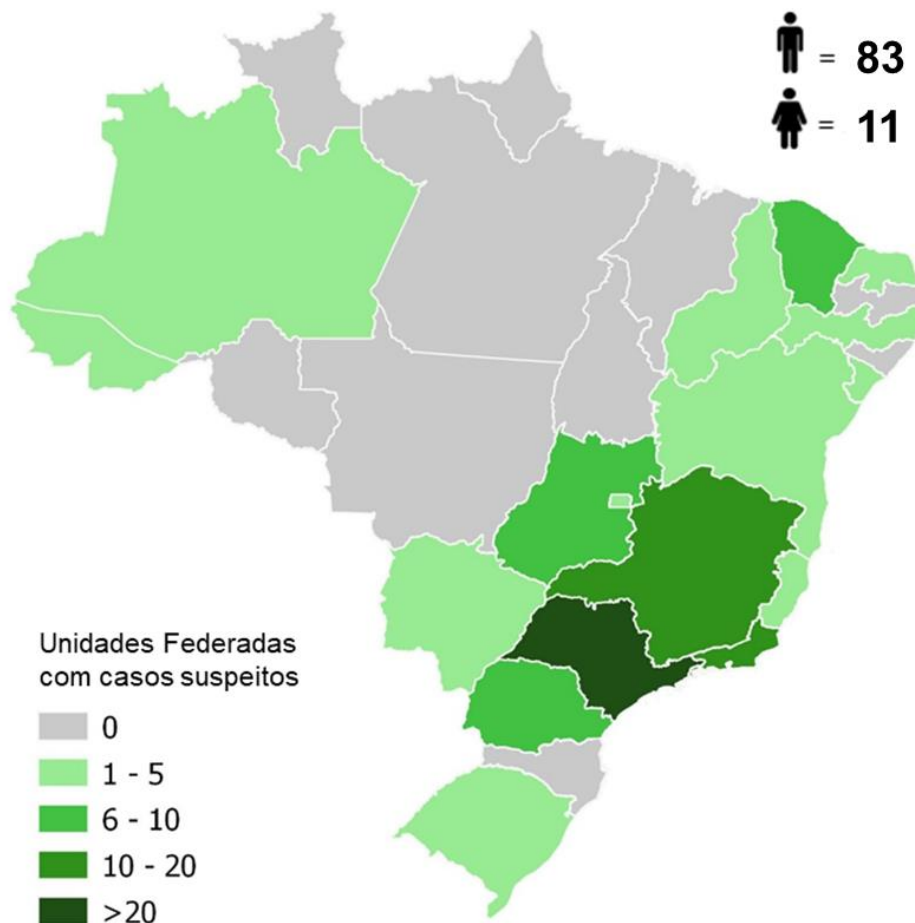 = 83
= 11
Unidades Federadas
com casos suspeitos
0
1 - 5
6 - 10
10 - 20
>20